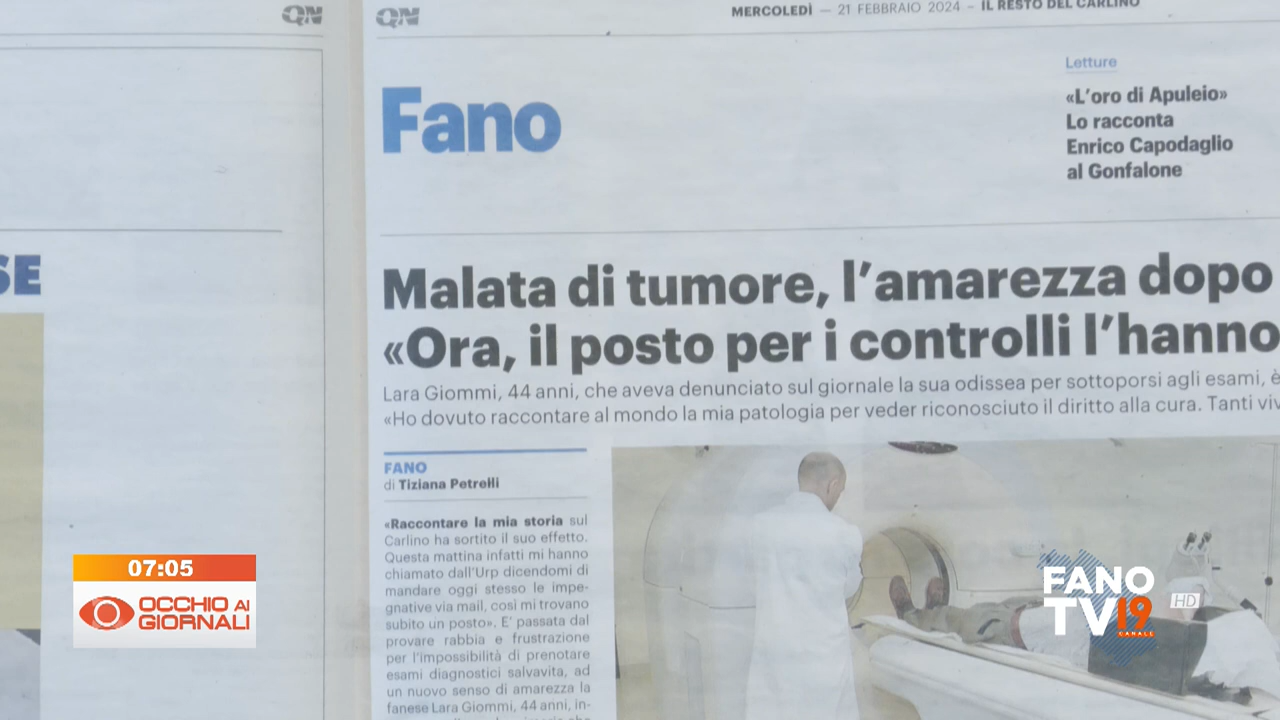 QN
QN
MERCOLEDÌ — 21 FEBBRAIO 2024 – IL RESTO DEL CARLINO
Fano
Letture
«L'oro di Apuleio»
Lo racconta
Enrico Capodaglio
al Gonfalone
SE
Malata di tumore, l'amarezza dopo
«Ora, il posto per i controlli l'hanno
Lara Giommi, 44 anni, che aveva denunciato sul giornale la sua odissea per sottoporsi agli esami, è
«Ho dovuto raccontare al mondo la mia patologia per veder riconosciuto il diritto alla cura. Tanti viv
FANO
di Tiziana Petrelli
«Raccontare la mia storia sul
Carlino ha sortito il suo effetto.
Questa mattina infatti mi hanno
chiamato dall'Urp dicendomi di
mandare oggi stesso le impe-
gnative via mail, così mi trovano
subito un posto». E' passata dal
provare rabbia e frustrazione
per l'impossibilità di prenotare
esami diagnostici salvavita, ad
un nuovo senso di amarezza la
fanese Lara Giommi, 44 anni, in-
07:05
OCCHIO AI
GIORNALI
FANO
TV19
CANALE
HD